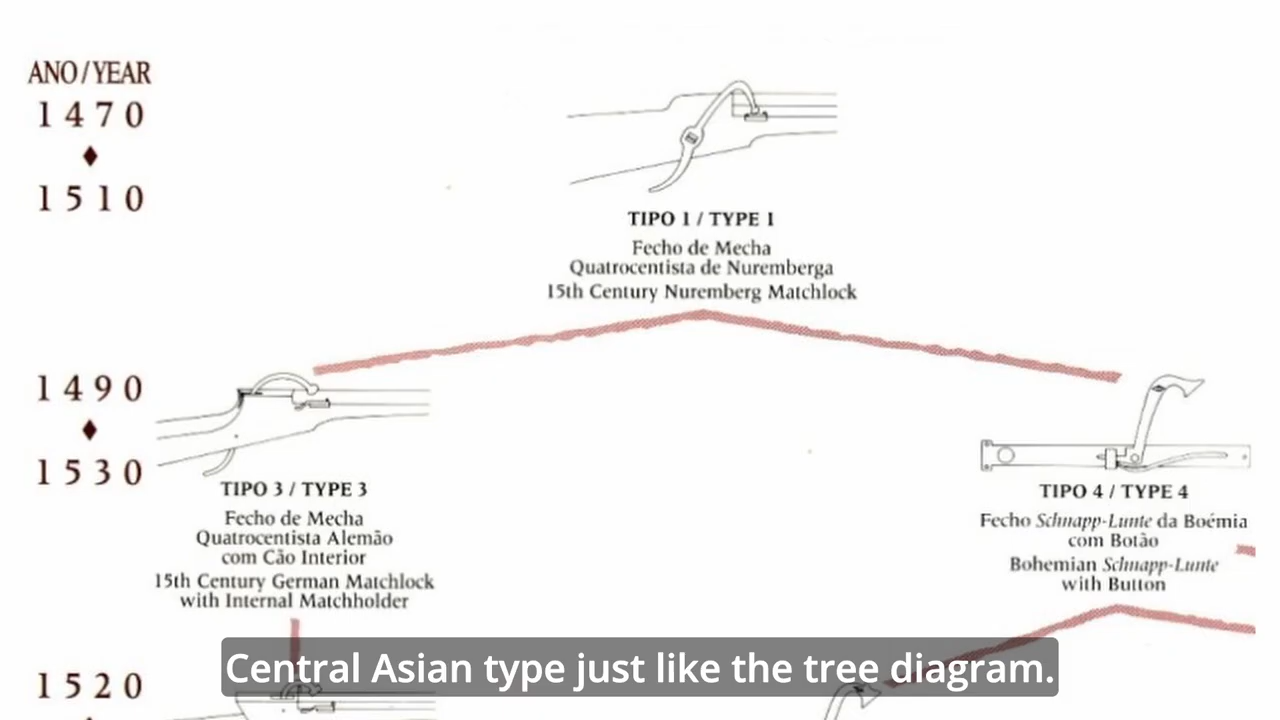 ANO/YEAR
1470
♦
1510
TIPO 1 / TYPE 1
Fecho de Mecha
Quatrocentista de Nuremberga
15th Century Nuremberg Matchlock
1490
♦
1530
TIPO 3 / TYPE 3
Fecho de Mecha
Quatrocentista Alemão
com Cão Interior
15th Century German Matchlock
with Internal Matchholder
TIPO 4 / TYPE 4
Fecho Schnapp-Lunte da Boémia
com Botão
Bohemian Schnapp-Lunte
with Button
1520
Central Asian type just like the tree diagram.